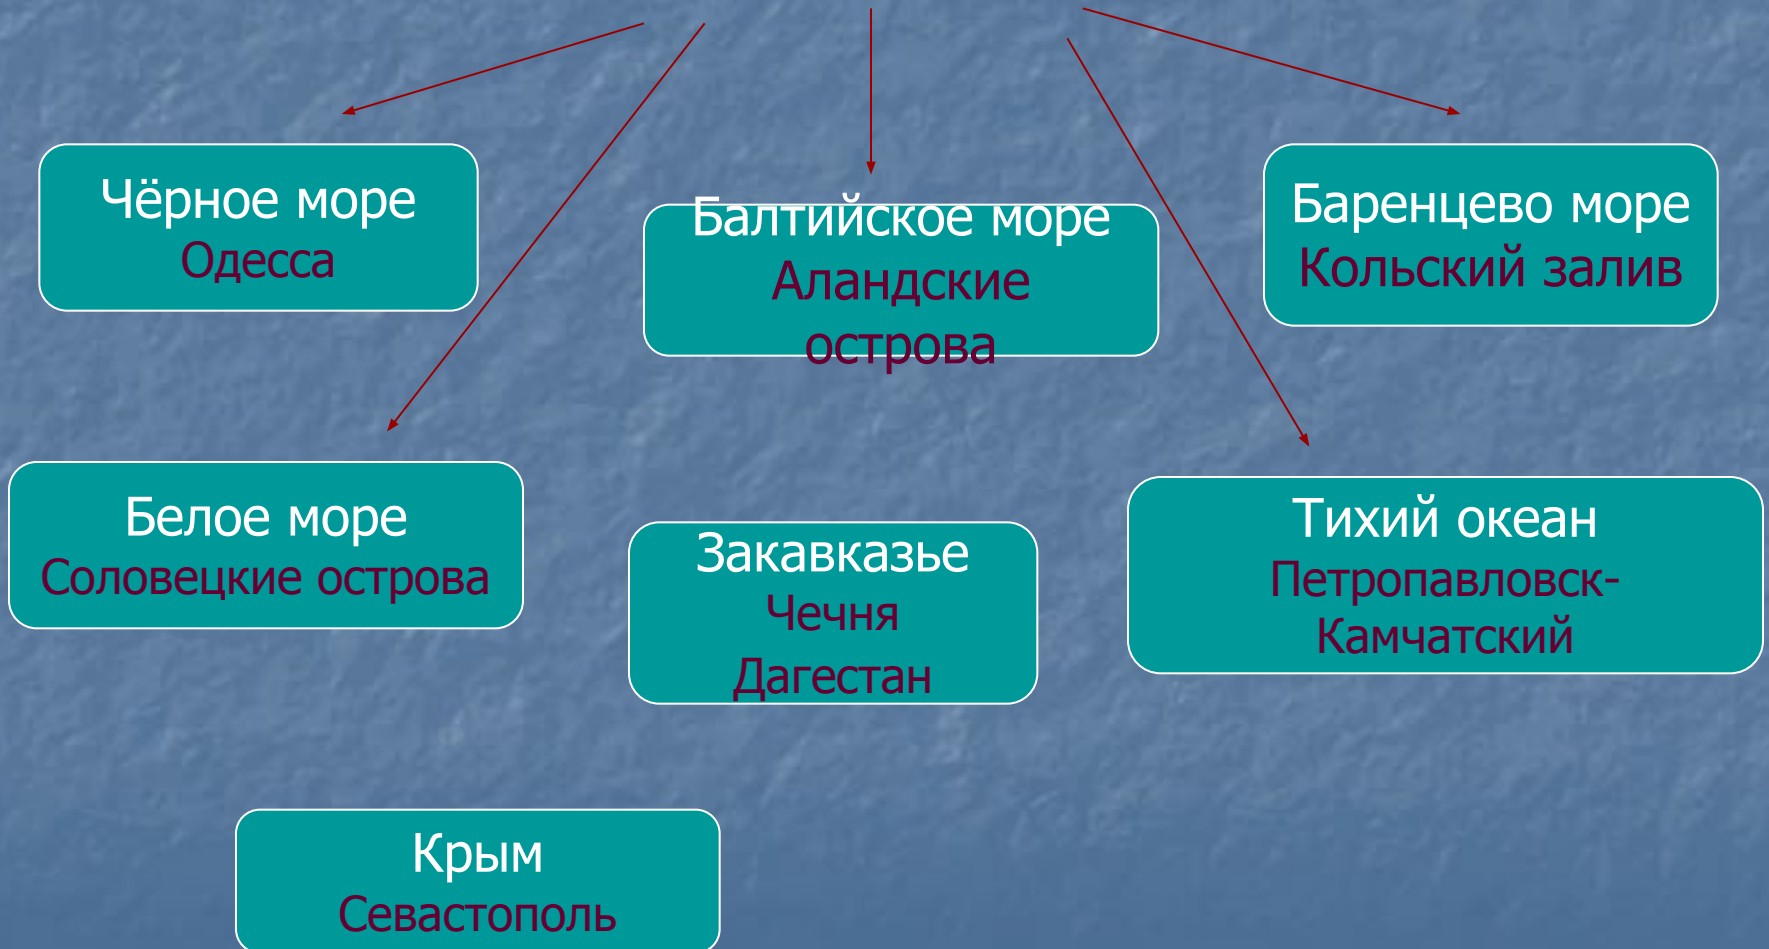 Чёрное море
Одесса
Балтийское море
Аландские
острова
Баренцево море
Кольский залив
Белое море
Соловецкие острова
Закавказье
Чечня
Дагестан
Тихий океан
Петропавловск-
Камчатский
Крым
Севастополь